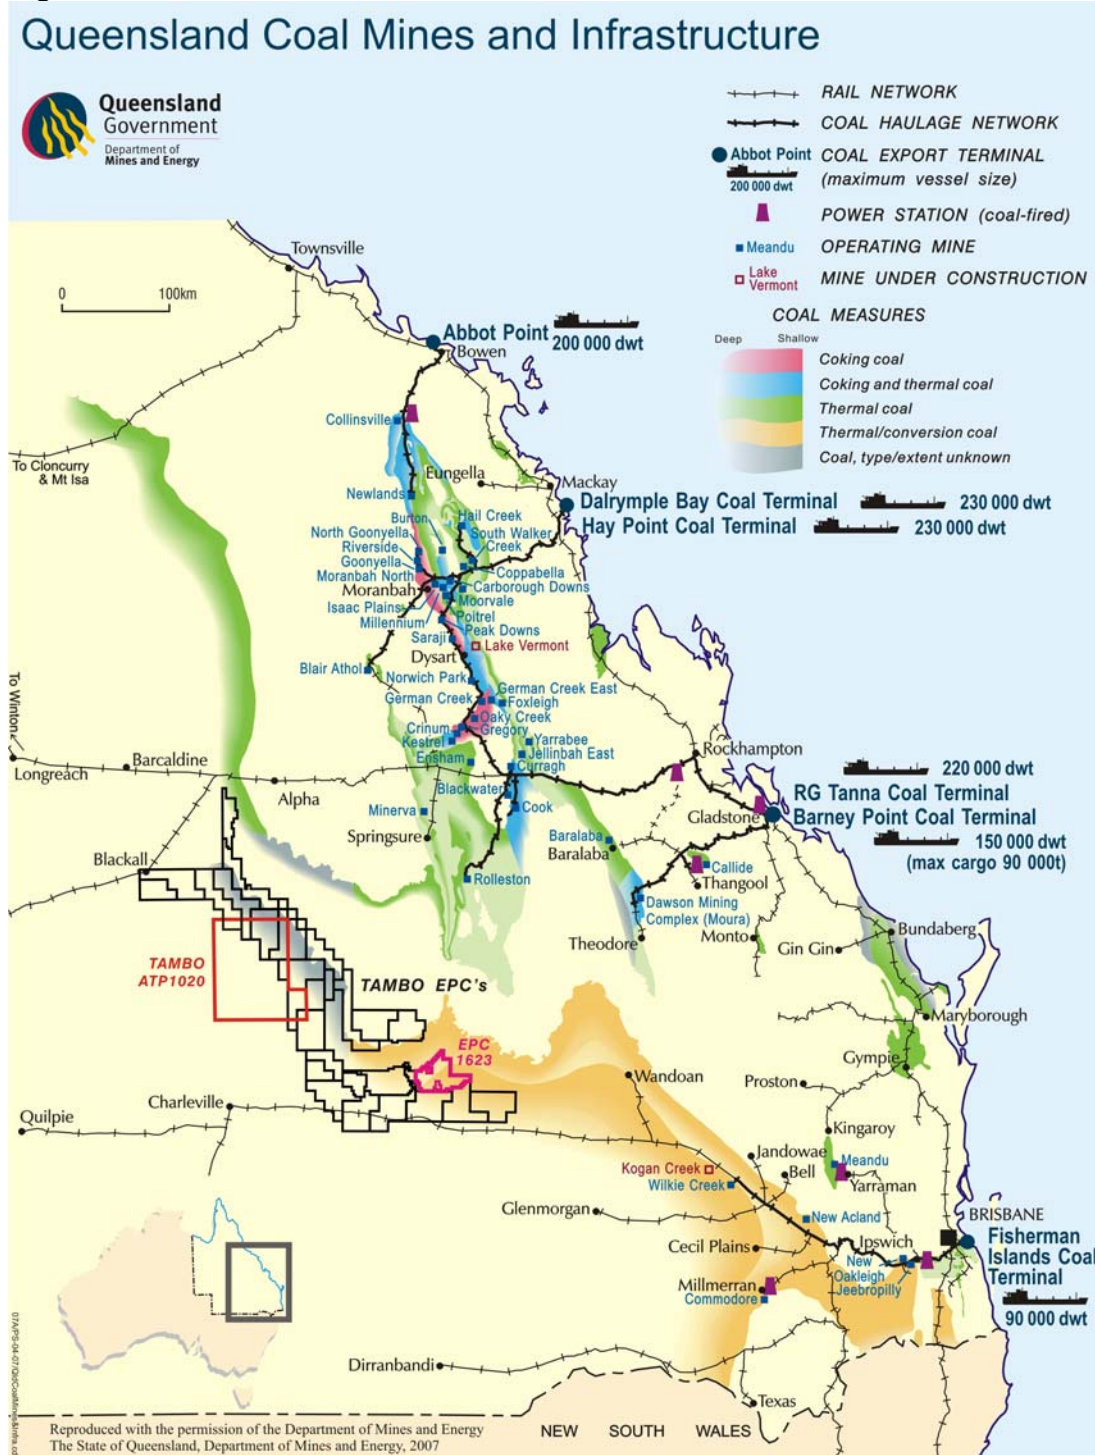 Queensland Coal Mines and Infrastructure
Queensland
Government
Department of
Mines and Energy
RAIL NETWORK
COAL HAULAGE NETWORK
Abbot Point
200 000 dwt
COAL EXPORT TERMINAL
(maximum vessel size)
POWER STATION (coal-fired)
Meandu
OPERATING MINE
Lake
Vermont
MINE UNDER CONSTRUCTION
COAL MEASURES
Deep
Shallow
Coking coal
Coking and thermal coal
Thermal coal
Thermal/conversion coal
Coal, type/extent unknown
0
100km
Townsville
Abbot Point
200 000 dwt
Bowen
Collinsville
To Cloncurry
& Mt Isa
Eungella
Mackay
Newlands
Dalrymple Bay Coal Terminal
230 000 dwt
Hay Point Coal Terminal
230 000 dwt
Burton
Hail Creek
North Goonyella
South Walker
Creek
Riverside
Goonyella
Coppabella
Moranbah North
Carborough Downs
Moranbah
Moorvale
Isaac Plains
Poitrel
Millennium
Peak Downs
Saraji
Lake Vermont
Dysart
Blair Athol
Norwich Park
German Creek East
German Creek
Foxleigh
Oaky Creek
Crinum
Gregory
Kestrel
Yarrabee
Jellinbah East
Ensham
Curragh
Rockhampton
To Winton
Longreach
Barcaldine
Alpha
Blackwater
Cook
Minerva
Springsure
220 000 dwt
RG Tanna Coal Terminal
Gladstone
Barney Point Coal Terminal
150 000 dwt
(max cargo 90 000t)
Baralaba
Baralaba
Callide
Thangool
Blackall
Rolleston
Dawson Mining
Complex (Moura)
Theodore
Monto
Gin Gin
Bundaberg
TAMBO
ATP1020
TAMBO EPC's
Maryborough
EPC
1623
Gympie
Wandoan
Proston
Charleville
Quilpie
Kingaroy
Jandowae
Meandu
Kogan Creek
Bell
Yarraman
Wilkie Creek
Glenmorgan
New Acland
BRISBANE
Cecil Plains
Ipswich
Fisherman
Islands Coal
Terminal
90 000 dwt
New
Oakleigh
Jeebropilly
Millmerran
Commodore
Dirranbandi
Texas
NEW SOUTH WALES
Reproduced with the permission of the Department of Mines and Energy
The State of Queensland, Department of Mines and Energy, 2007